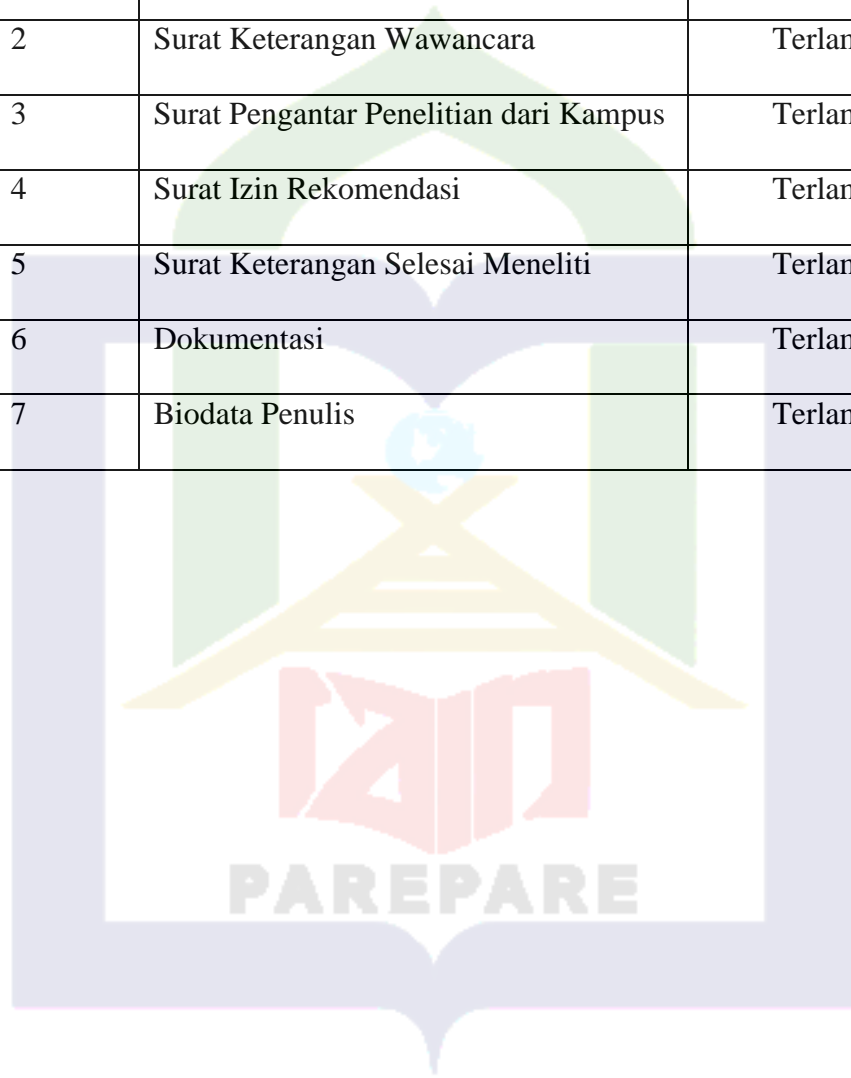 2 Surat Keterangan Wawancara
3 Surat Pengantar Penelitian dari Kampus
4 Surat Izin Rekomendasi
5 Surat Keterangan Selesai Meneliti
6 Dokumentasi
7 Biodata Penulis
iain
PAREPARE